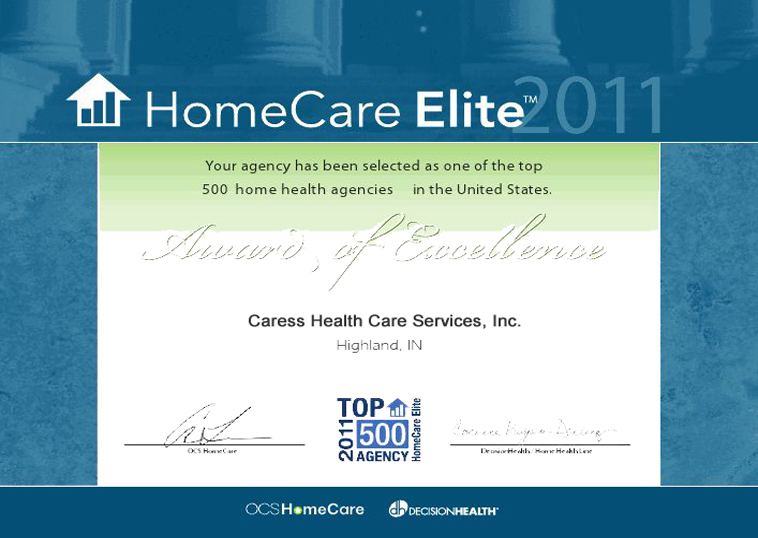 HomeCare Elite™ 2011
Your agency has been selected as one of the top
500 home health agencies in the United States.
Award of Excellence
Caress Health Care Services, Inc.
Highland, IN
2011 TOP 500 AGENCY HomeCare Elite
OCS HomeCare
DecisionHealth / Home Health Line
OCSHomeCare dh DECISIONHEALTH